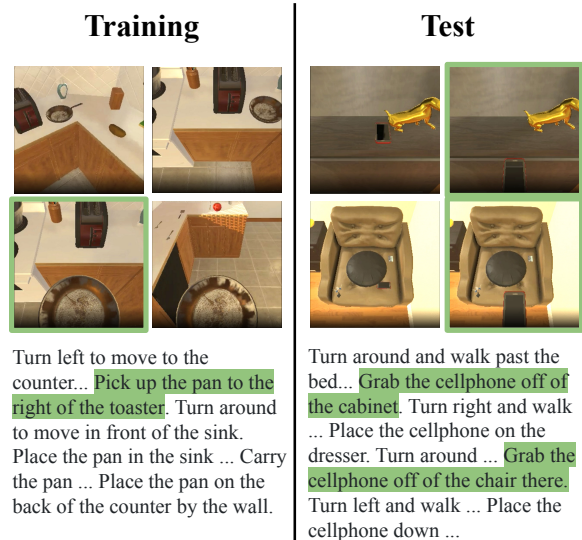 Training
Turn left to move to the
counter... Pick up the pan to the
right of the toaster. Turn around
to move in front of the sink.
Place the pan in the sink ... Carry
the pan ... Place the pan on the
back of the counter by the wall.
Test
Turn around and walk past the
bed... Grab the cellphone off of
the cabinet. Turn right and walk
... Place the cellphone on the
dresser. Turn around ... Grab the
cellphone off of the chair there.
Turn left and walk ... Place the
cellphone down ...